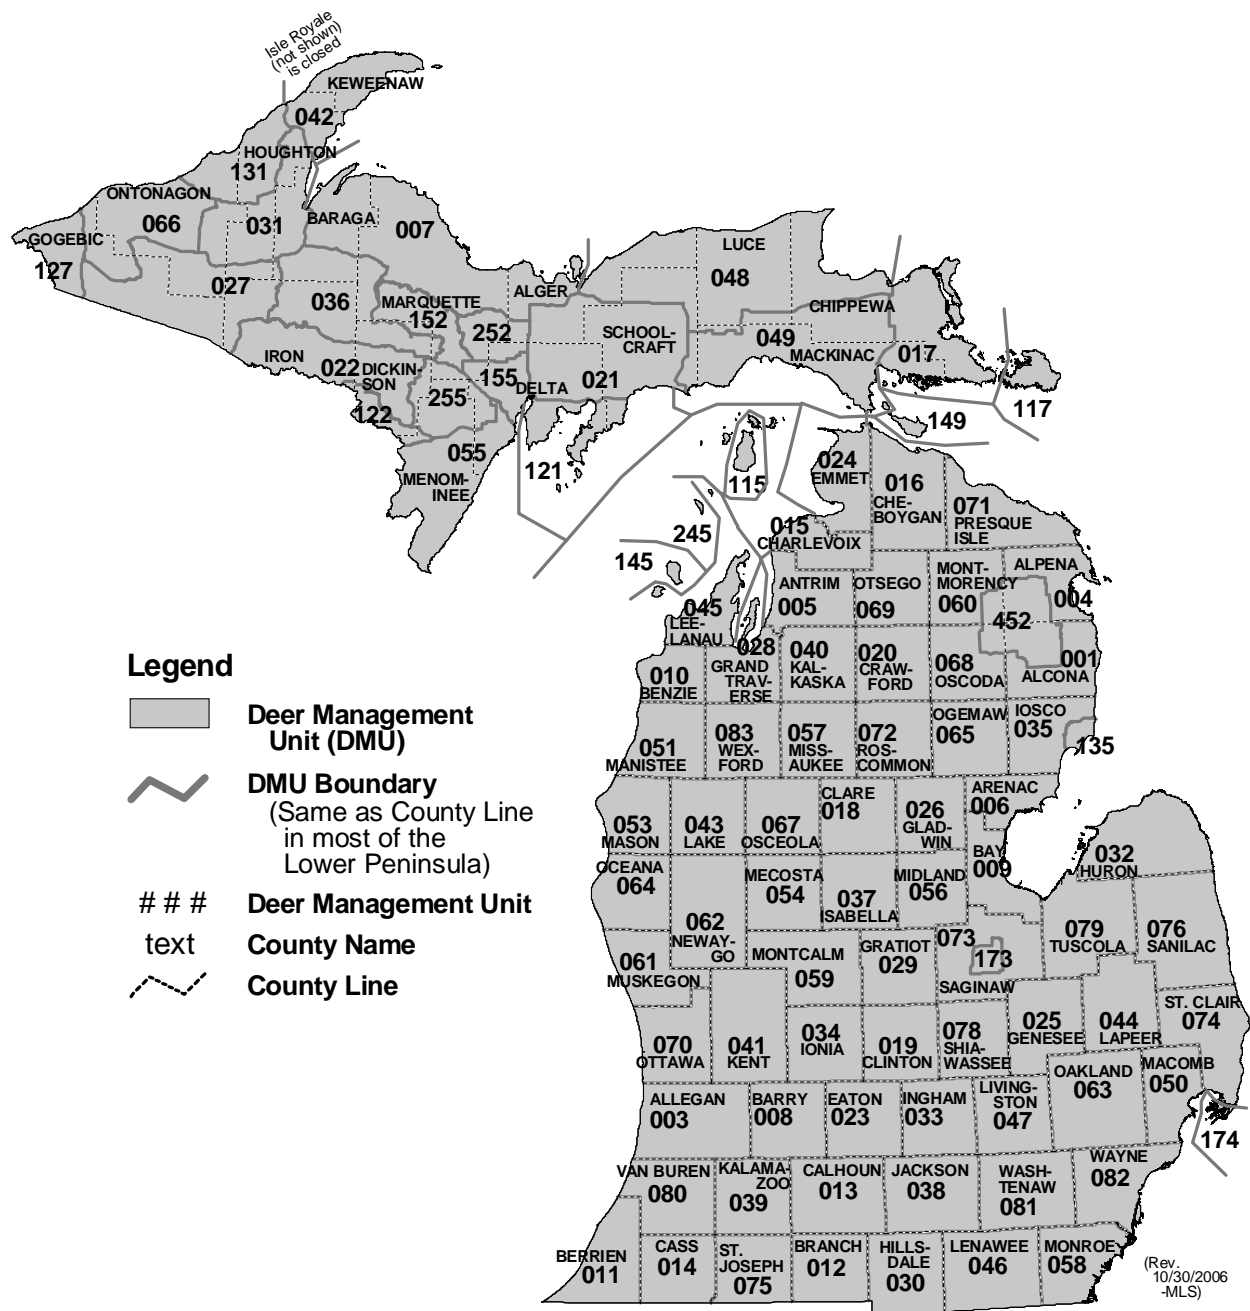 Isle Royale
(not shown)
is closed
KEWEENAW
042
HOUGHTON
131
ONTONAGON
066
031
BARAGA
007
GOGEBIC
127
027
036
MARQUETTE
152
252
ALGER
LUCE
048
CHIPPEWA
SCHOOL-
CRAFT
049
MACKINAC
017
IRON
022
DICKIN-
SON
122
255
155
DELTA
021
055
MENOM-
INEE
121
149
117
115
245
145
024
EMMET
016
CHE-
BOYGAN
071
PRESQUE
ISLE
015
CHARLEVOIX
ANTRIM
005
OTSEGO
069
MONT-
MORENCY
060
ALPENA
004
452
045
LEE-
LANAU
028
GRAND
TRAV-
ERSE
040
KAL-
KASKA
020
CRAW-
FORD
068
OSCODA
001
ALCONA
010
BENZIE
051
MANISTEE
083
WEX-
FORD
057
MISS-
AUKEE
072
ROS-
COMMON
OGEMAW
065
IOSCO
035
135
053
MASON
043
LAKE
067
OSCEOLA
CLARE
018
026
GLAD-
WIN
ARENAC
006
BAY
009
032
HURON
OCEANA
064
062
NEWAY-
GO
MECOSTA
054
037
ISABELLA
MIDLAND
056
061
MUSKEGON
MONTCALM
059
GRATIOT
029
073
173
SAGINAW
079
TUSCOLA
076
SANILAC
070
OTTAWA
041
KENT
034
IONIA
019
CLINTON
078
SHIA-
WASSEE
025
GENESEE
044
LAPEER
ST. CLAIR
074
ALLEGAN
003
BARRY
008
EATON
023
INGHAM
033
LIVING-
STON
047
OAKLAND
063
MACOMB
050
174
VAN BUREN
080
KALAMA-
ZOO
039
CALHOUN
013
JACKSON
038
WASH-
TENAW
081
WAYNE
082
BERRIEN
011
CASS
014
ST.
JOSEPH
075
BRANCH
012
HILLS-
DALE
030
LENAWEE
046
MONROE
058
(Rev.
10/30/2006
-MLS)
Legend
Deer Management
Unit (DMU)
DMU Boundary
(Same as County Line
in most of the
Lower Peninsula)
# # # Deer Management Unit
text County Name
County Line